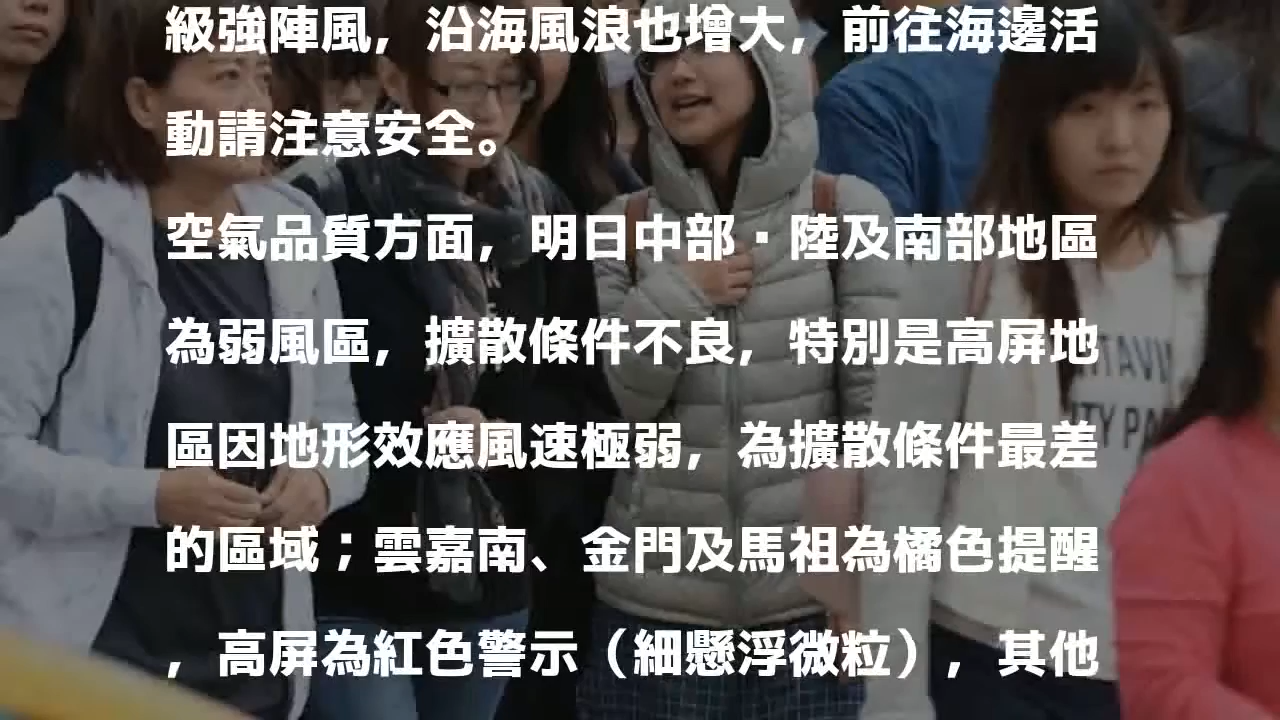 級強陣風，沿海風浪也增大，前往海邊活
動請注意安全。
空氣品質方面，明日中部·陸及南部地區
為弱風區，擴散條件不良，特別是高屏地
區因地形效應風速極弱，為擴散條件最差
的區域；雲嘉南、金門及馬祖為橘色提醒
，高屏為紅色警示（細懸浮微粒），其他